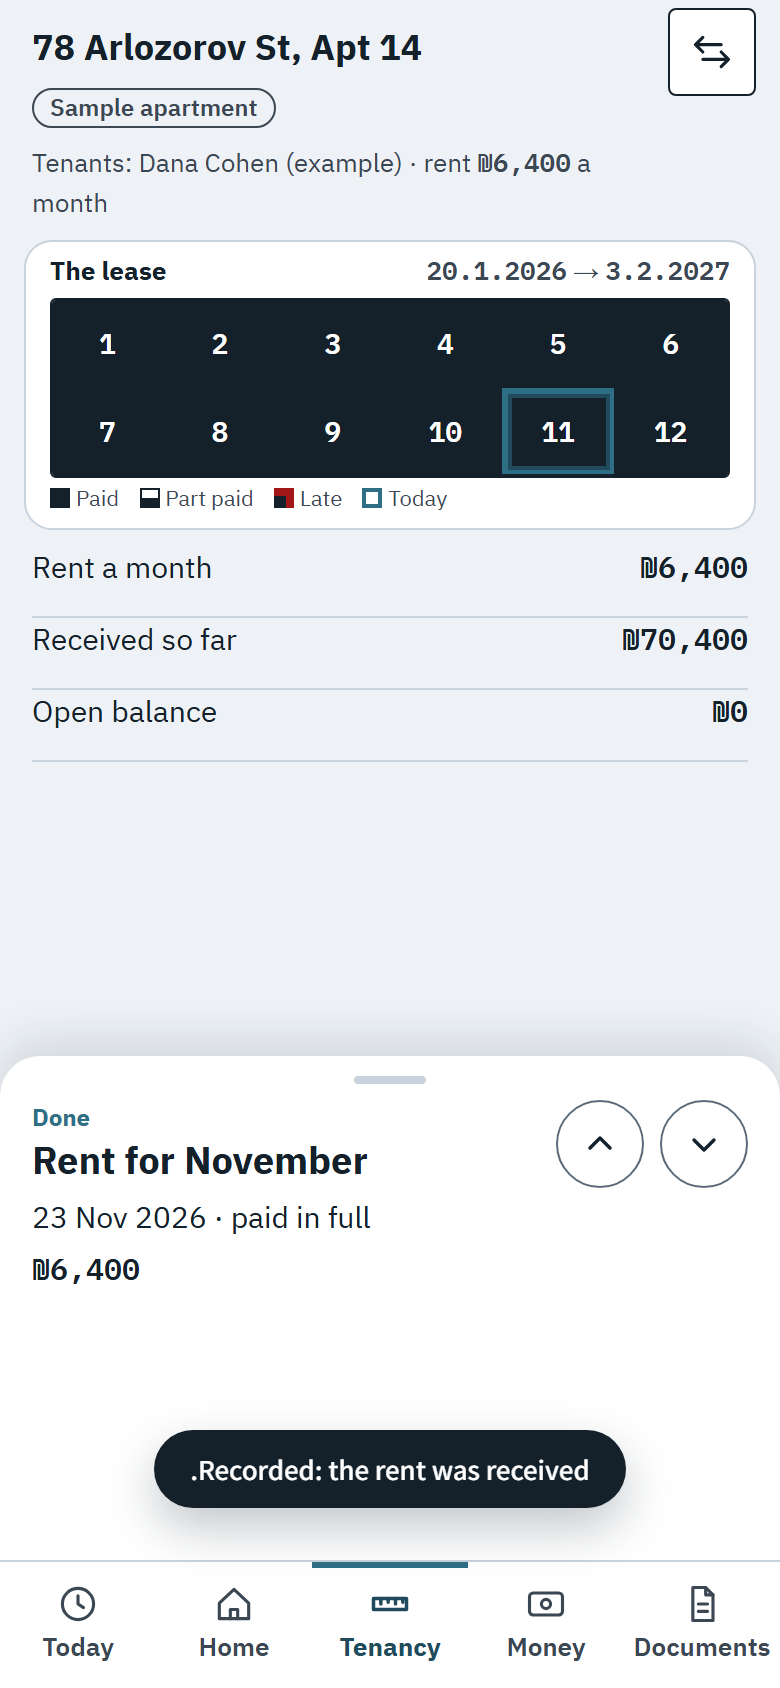 78 Arlozorov St, Apt 14
Sample apartment
Tenants: Dana Cohen (example) · rent ₪6,400 a
month
The lease 20.1.2026 → 3.2.2027
1 2 3 4 5 6
7 8 9 10 11 12
Paid Part paid Late Today
Rent a month ₪6,400
Received so far ₪70,400
Open balance ₪0
Done
Rent for November
23 Nov 2026 · paid in full
₪6,400
.Recorded: the rent was received
Today Home Tenancy Money Documents